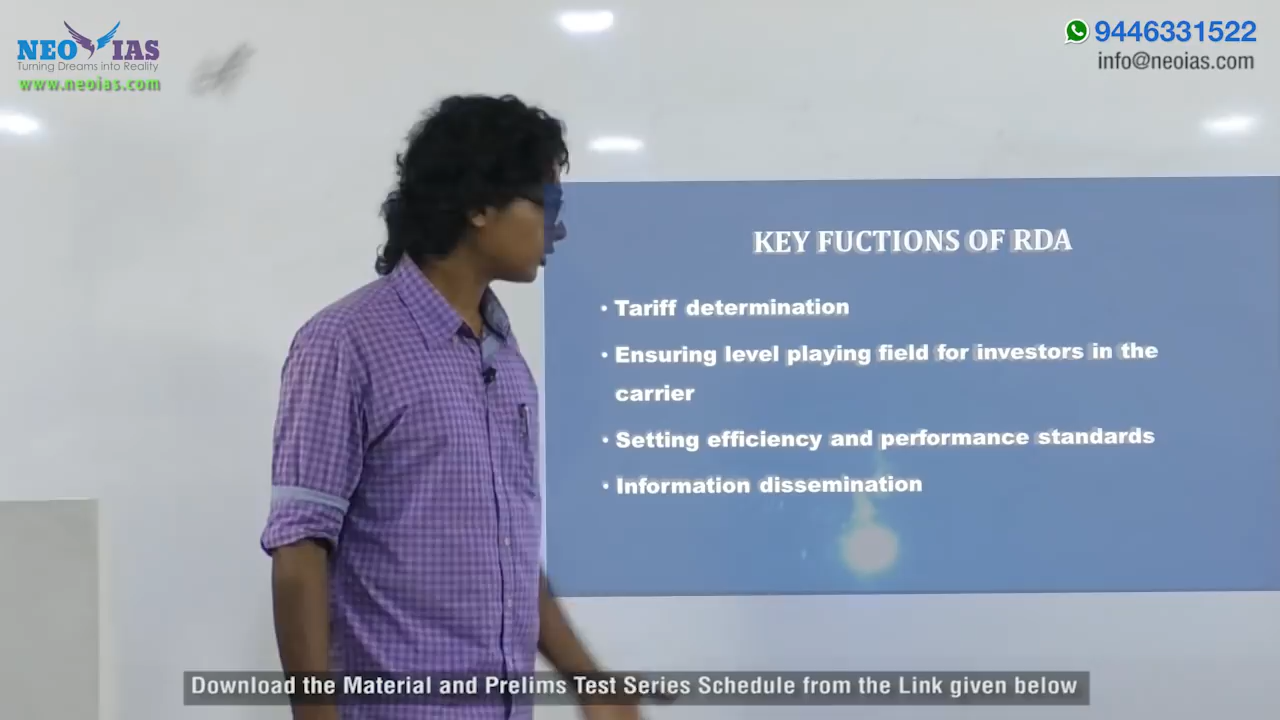 NEO IAS
Turning Dreams into Reality
www.neoias.com
9446331522
info@neoias.com
KEY FUCTIONS OF RDA
• Tariff determination
• Ensuring level playing field for investors in the
carrier
• Setting efficiency and performance standards
• Information dissemination
Download the Material and Prelims Test Series Schedule from the Link given below